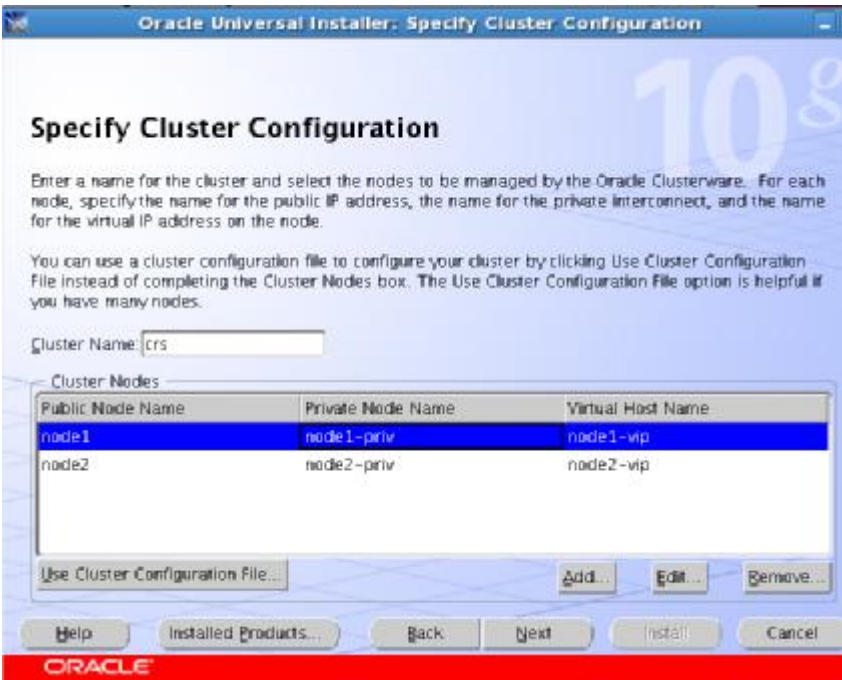 Oracle Universal Installer: Specify Cluster Configuration
10g
Specify Cluster Configuration
Enter a name for the cluster and select the nodes to be managed by the Oracle Clusterware. For each
node, specify the name for the public IP address, the name for the private interconnect, and the name
for the virtual IP address on the node.
You can use a cluster configuration file to configure your cluster by clicking Use Cluster Configuration
File instead of completing the Cluster Nodes box. The Use Cluster Configuration File option is helpful if
you have many nodes.
Cluster Name: crs
Cluster Nodes
Public Node Name Private Node Name Virtual Host Name
node1 node1-priv node1-vip
node2 node2-priv node2-vip
Use Cluster Configuration File... Add... Edit... Remove...
Help Installed Products... Back Next Install Cancel
ORACLE